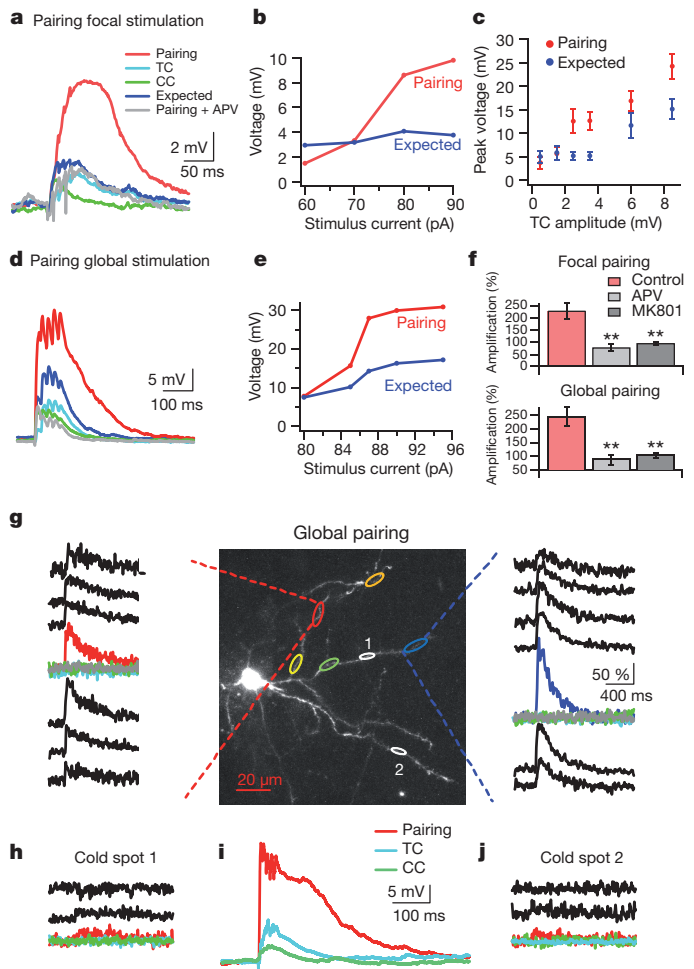 a Pairing focal stimulation
Pairing
TC
CC
Expected
Pairing + APV
2 mV
50 ms
b
Voltage (mV)
10
8
6
4
2
0
Pairing
Expected
60 70 80 90
Stimulus current (pA)
c
Peak voltage (mV)
30
25
20
15
10
5
0
Pairing
Expected
0 2 4 6 8
TC amplitude (mV)
d Pairing global stimulation
5 mV
100 ms
e
Voltage (mV)
30
20
10
0
Pairing
Expected
80 84 88 92 96
Stimulus current (pA)
f
Focal pairing
Amplification (%)
250
200
150
100
50
0
Control
APV
MK801
** **
Global pairing
Amplification (%)
250
200
150
100
50
** **
g
Global pairing
1
2
20 µm
50 %
400 ms
h Cold spot 1
i
Pairing
TC
CC
5 mV
100 ms
j Cold spot 2